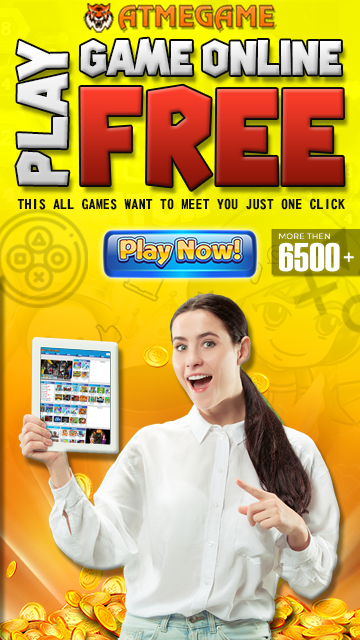 ATMEGAME
PLAY
GAME ONLINE
FREE
THIS ALL GAMES WANT TO MEET YOU JUST ONE CLICK
Play Now!
MORE THEN
6500+